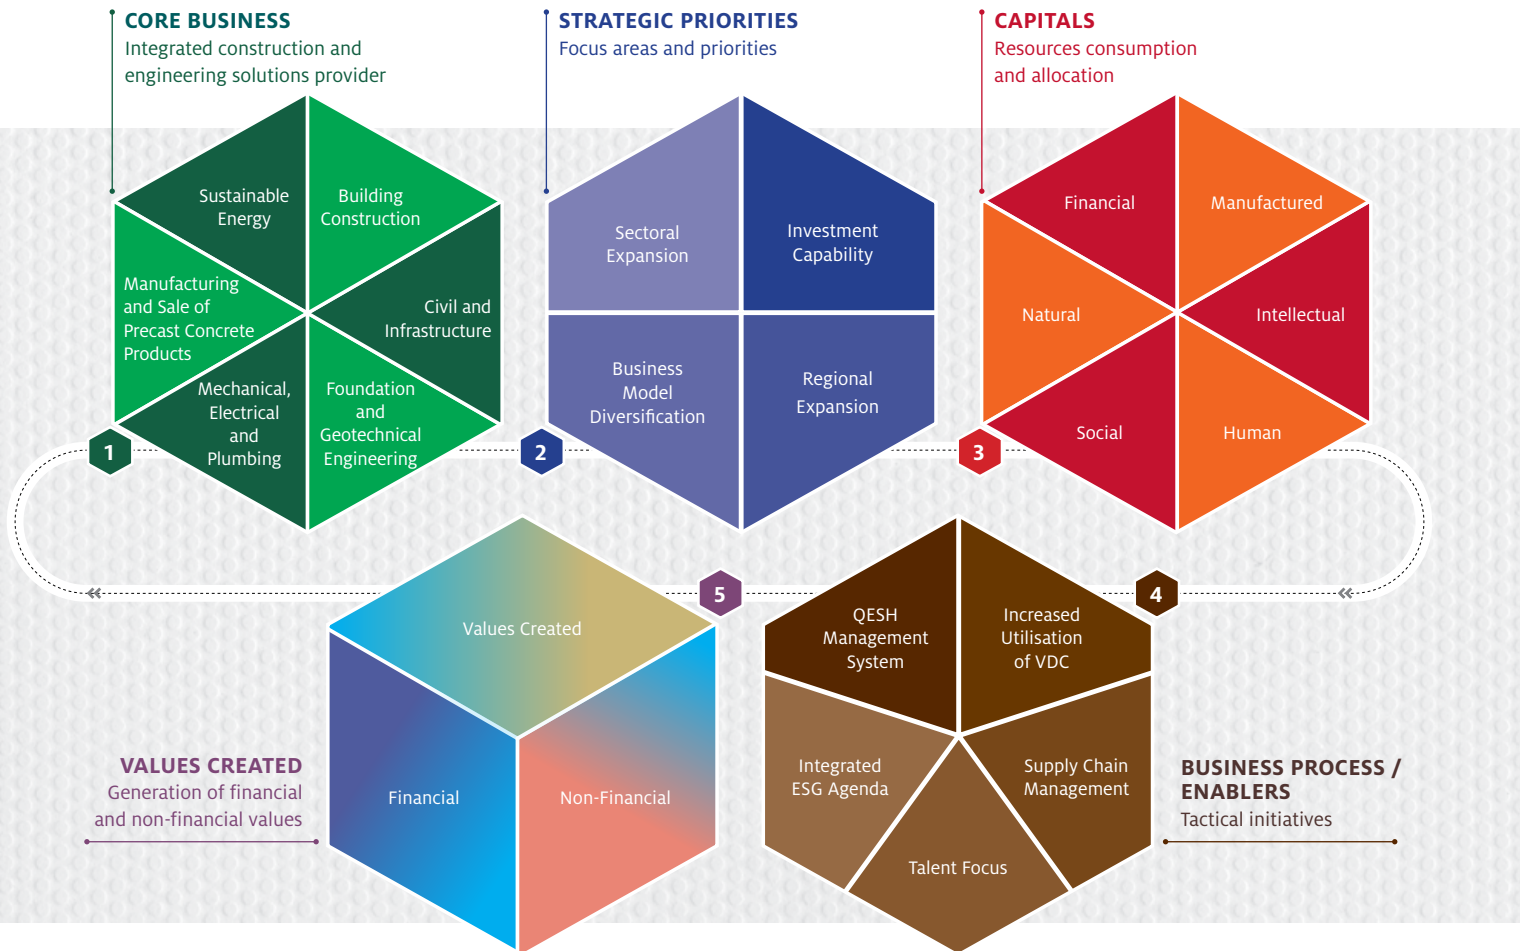 CORE BUSINESS
Integrated construction and
engineering solutions provider
Sustainable
Energy
Building
Construction
Manufacturing
and Sale of
Precast Concrete
Products
Civil and
Infrastructure
Mechanical,
Electrical
and
Plumbing
Foundation
and
Geotechnical
Engineering
1
STRATEGIC PRIORITIES
Focus areas and priorities
Sectoral
Expansion
Investment
Capability
Business
Model
Diversification
Regional
Expansion
2
CAPITALS
Resources consumption
and allocation
Financial
Manufactured
Natural
Intellectual
Social
Human
3
4
QESH
Management
System
Increased
Utilisation
of VDC
Integrated
ESG Agenda
Supply Chain
Management
Talent Focus
BUSINESS PROCESS /
ENABLERS
Tactical initiatives
5
Values Created
Financial
Non-Financial
VALUES CREATED
Generation of financial
and non-financial values